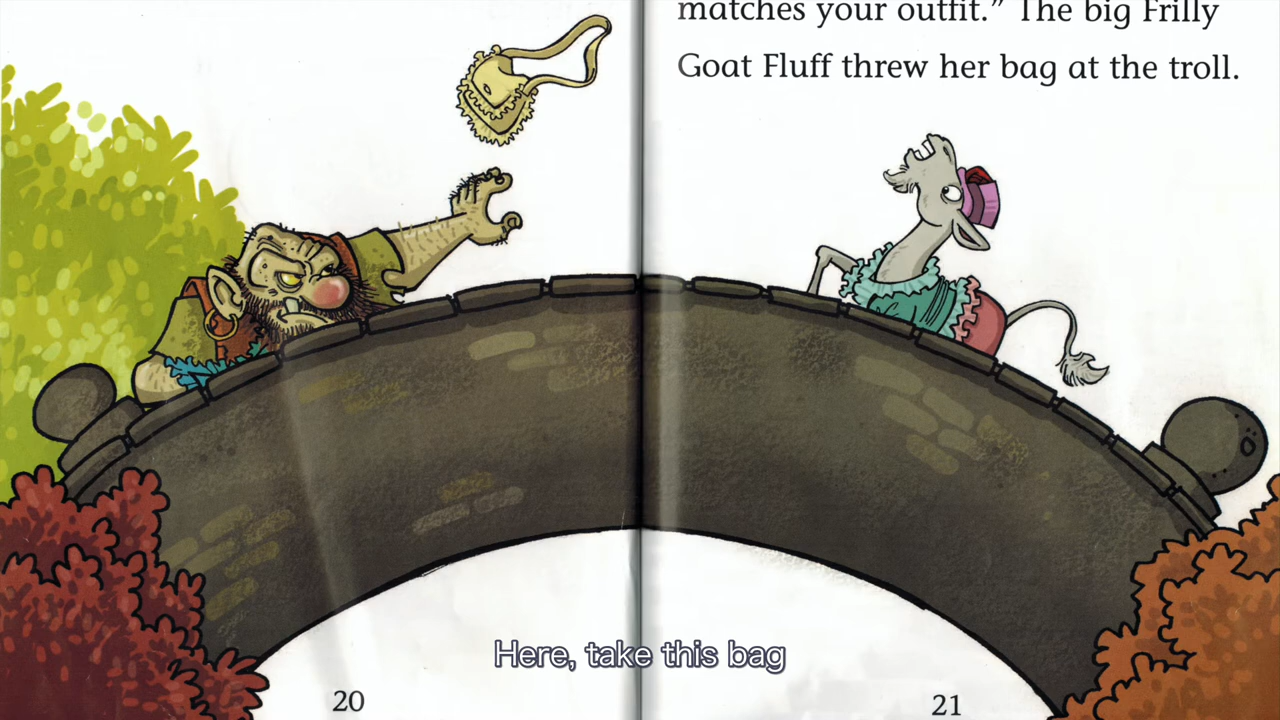 matches your outfit.” The big Frilly
Goat Fluff threw her bag at the troll.
Here, take this bag
20
21